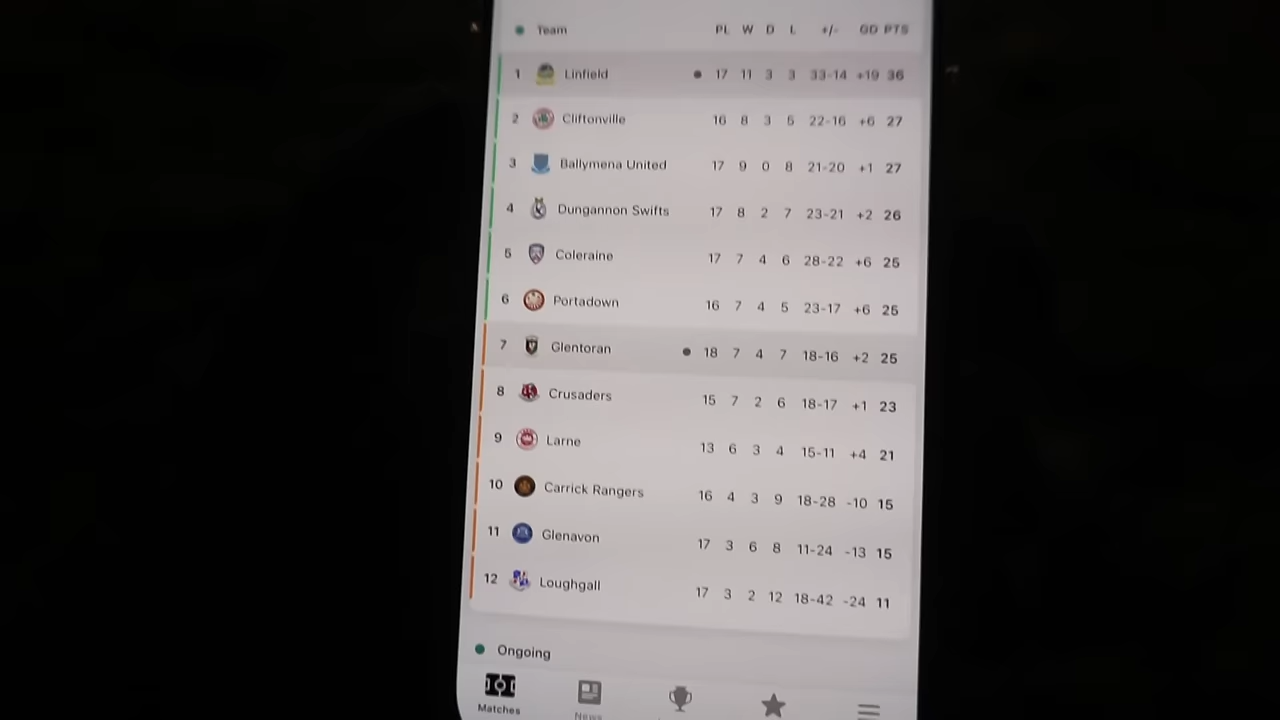 Team PL W D L +/- GD PTS
1 Linfield 17 11 3 3 33-14 +19 36
2 Cliftonville 16 8 3 5 22-16 +6 27
3 Ballymena United 17 9 0 8 21-20 +1 27
4 Dungannon Swifts 17 8 2 7 23-21 +2 26
5 Coleraine 17 7 4 6 28-22 +6 25
6 Portadown 16 7 4 5 23-17 +6 25
7 Glentoran 18 7 4 7 18-16 +2 25
8 Crusaders 15 7 2 6 18-17 +1 23
9 Larne 13 6 3 4 15-11 +4 21
10 Carrick Rangers 16 4 3 9 18-28 -10 15
11 Glenavon 17 3 6 8 11-24 -13 15
12 Loughgall 17 3 2 12 18-42 -24 11
Ongoing
Matches News